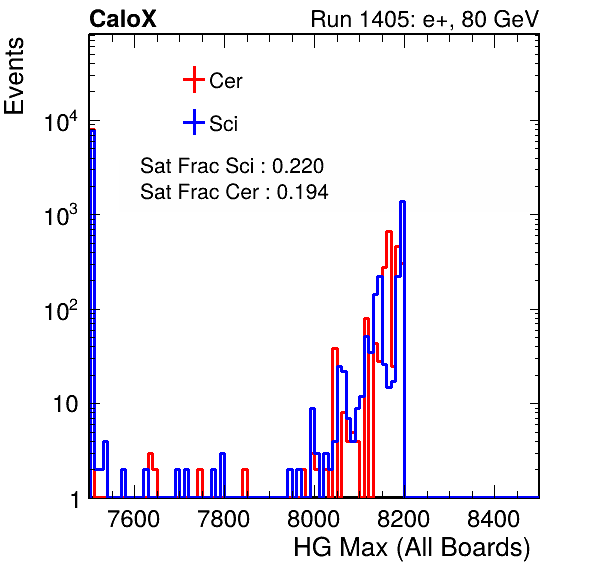 CaloX Run 1405: e+, 80 GeV
Events
Cer
Sci
Sat Frac Sci : 0.220
Sat Frac Cer : 0.194
10⁴
10³
10²
10
1
7600 7800 8000 8200 8400
HG Max (All Boards)